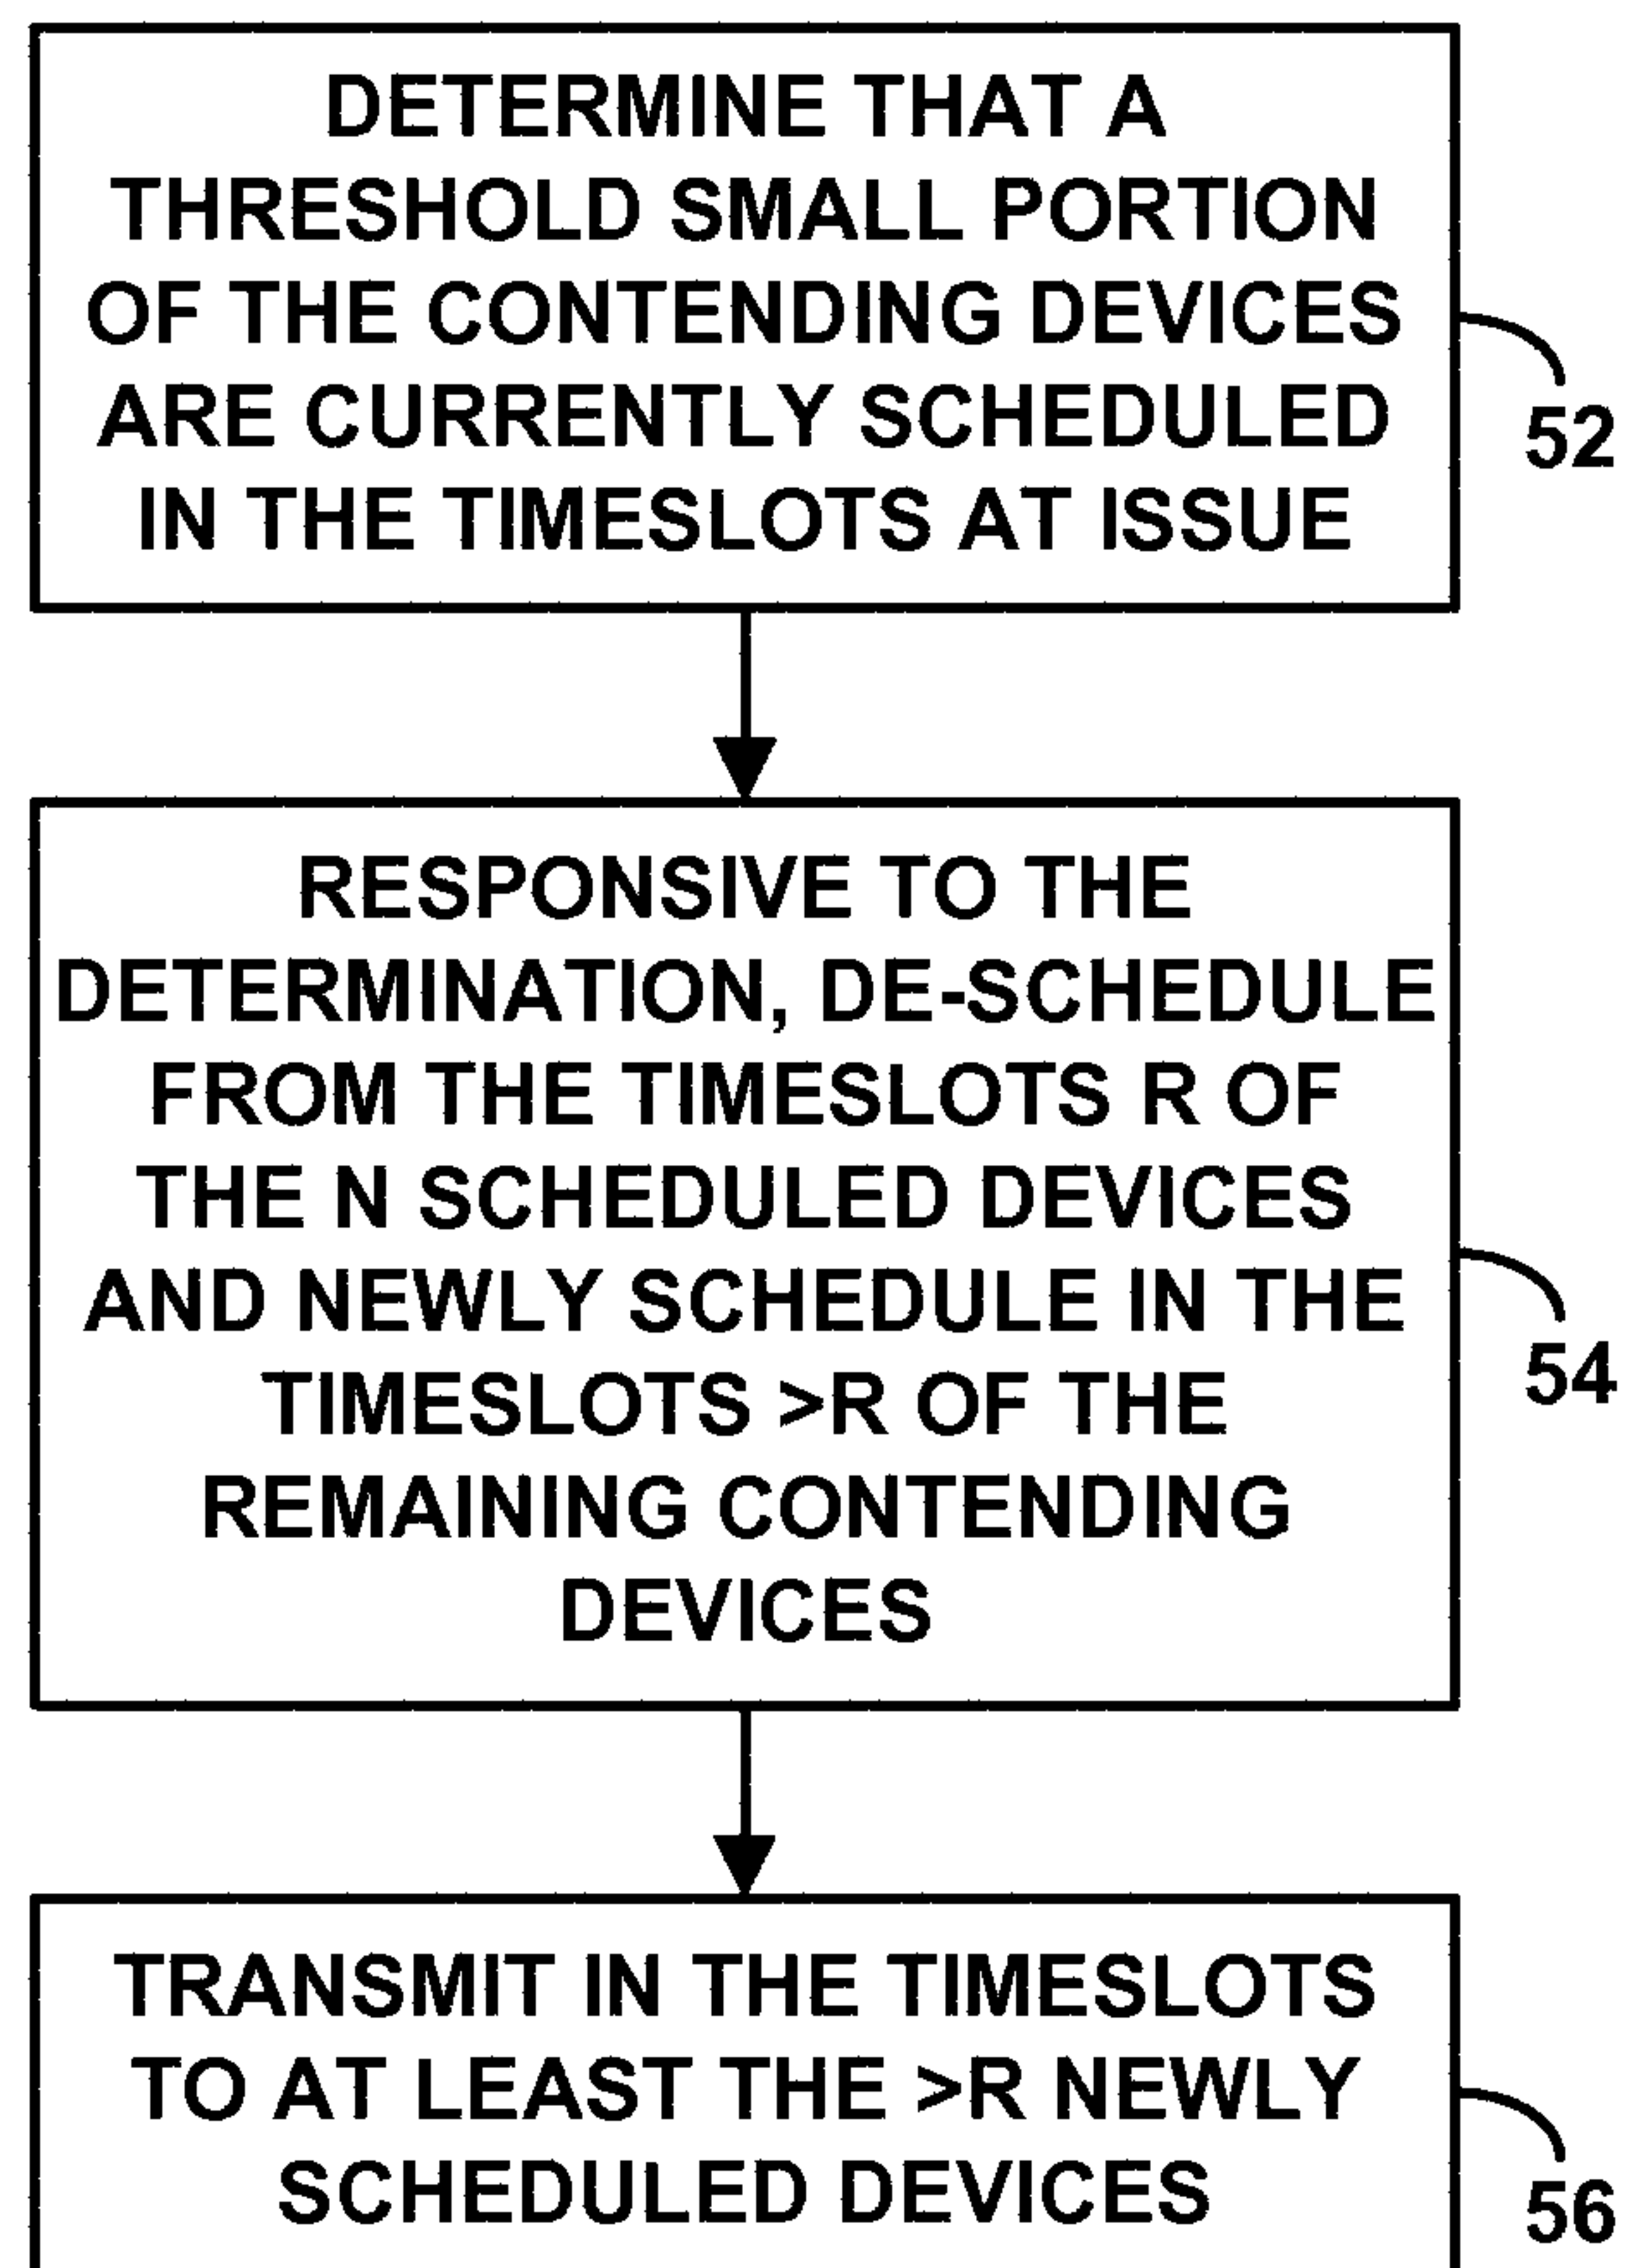 DETERMINE THAT A
THRESHOLD SMALL PORTION
OF THE CONTENDING DEVICES
ARE CURRENTLY SCHEDULED
IN THE TIMESLOTS AT ISSUE
52
RESPONSIVE TO THE
DETERMINATION, DE-SCHEDULE
FROM THE TIMESLOTS R OF
THE N SCHEDULED DEVICES
AND NEWLY SCHEDULE IN THE
TIMESLOTS >R OF THE
REMAINING CONTENDING
DEVICES
54
TRANSMIT IN THE TIMESLOTS
TO AT LEAST THE >R NEWLY
SCHEDULED DEVICES
56